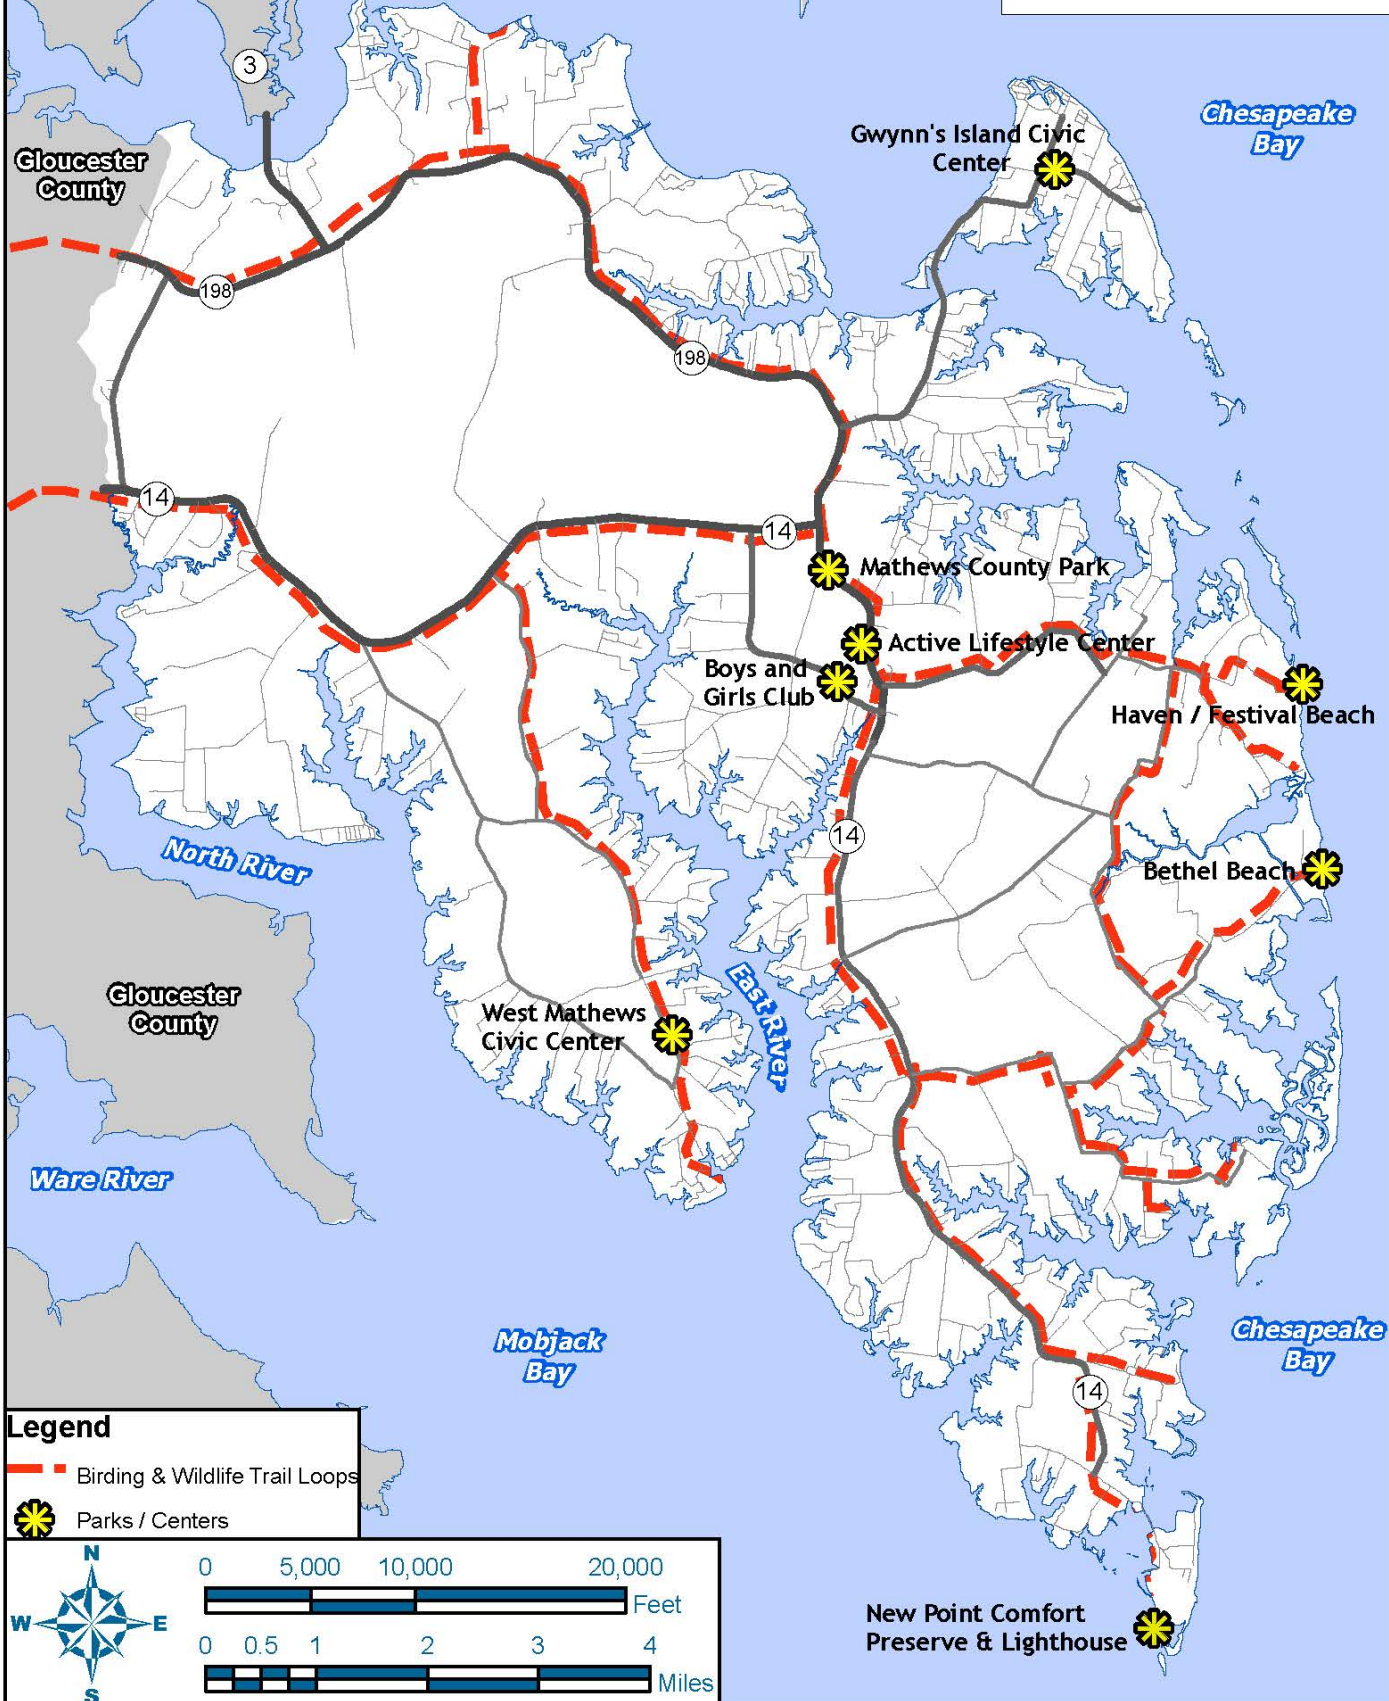 3
Chesapeake
Bay
Gwynn's Island Civic
Center
Gloucester
County
198
198
14
14
Mathews County Park
Active Lifestyle Center
Boys and
Girls Club
Haven / Festival Beach
14
North River
Bethel Beach
East River
Gloucester
County
West Mathews
Civic Center
Ware River
Mobjack
Bay
Chesapeake
Bay
14
Legend
Birding & Wildlife Trail Loops
Parks / Centers
N
W
E
S
0 5,000 10,000 20,000
Feet
0 0.5 1 2 3 4
Miles
New Point Comfort
Preserve & Lighthouse